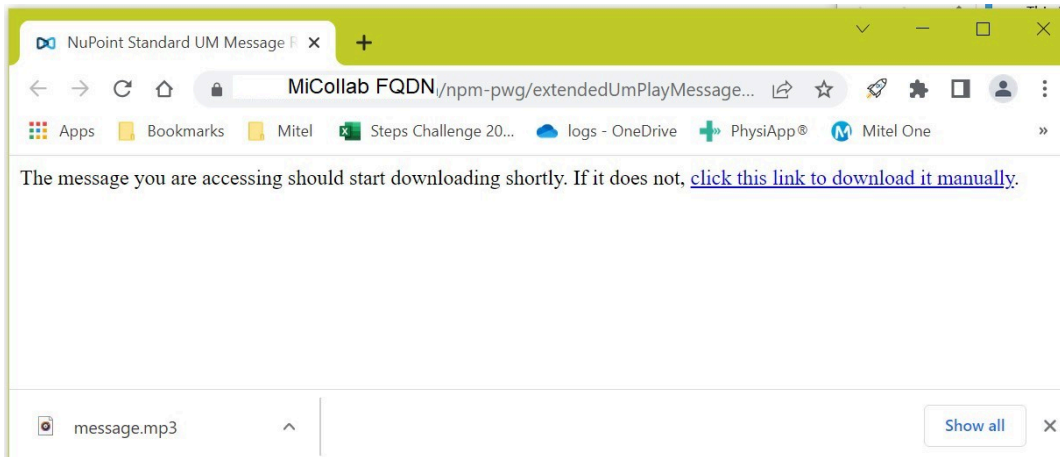 NuPoint Standard UM Message R
MiCollab FQDN/npm-pwg/extendedUmPlayMessage...
Apps Bookmarks Mitel Steps Challenge 20... logs - OneDrive PhysiApp® Mitel One »
The message you are accessing should start downloading shortly. If it does not, click this link to download it manually.
message.mp3 Show all